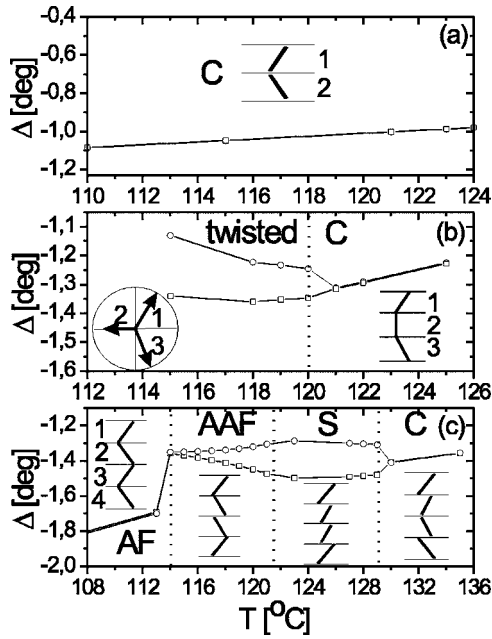 -0,4
-0,6
-0,8
-1,0
-1,2
Δ [deg]
(a)
C
1
2
110 112 114 116 118 120 122 124
-1,1
-1,2
-1,3
-1,4
-1,5
-1,6
Δ [deg]
twisted C (b)
2 1
3
1
2
3
112 114 116 118 120 122 124 126
-1,2
-1,4
-1,6
-1,8
-2,0
Δ [deg]
AAF S C (c)
1
2
3
4
AF
108 112 116 120 124 128 132 136
T [°C]